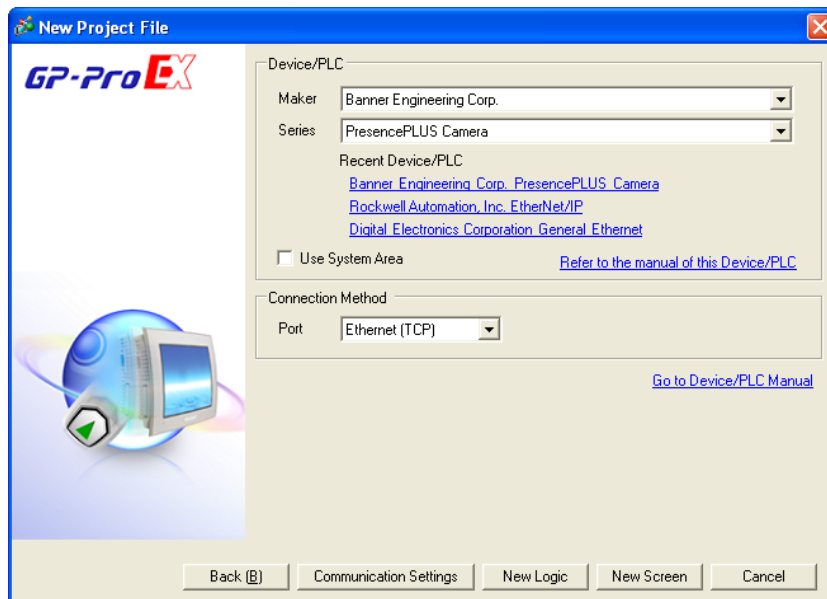 New Project File
GP-Pro EX
Device/PLC
Maker Banner Engineering Corp.
Series PresencePLUS Camera
Recent Device/PLC
Banner Engineering Corp. PresencePLUS Camera
Rockwell Automation, Inc. EtherNet/IP
Digital Electronics Corporation General Ethernet
Use System Area Refer to the manual of this Device/PLC
Connection Method
Port Ethernet (TCP)
Go to Device/PLC Manual
Back (B) Communication Settings New Logic New Screen Cancel